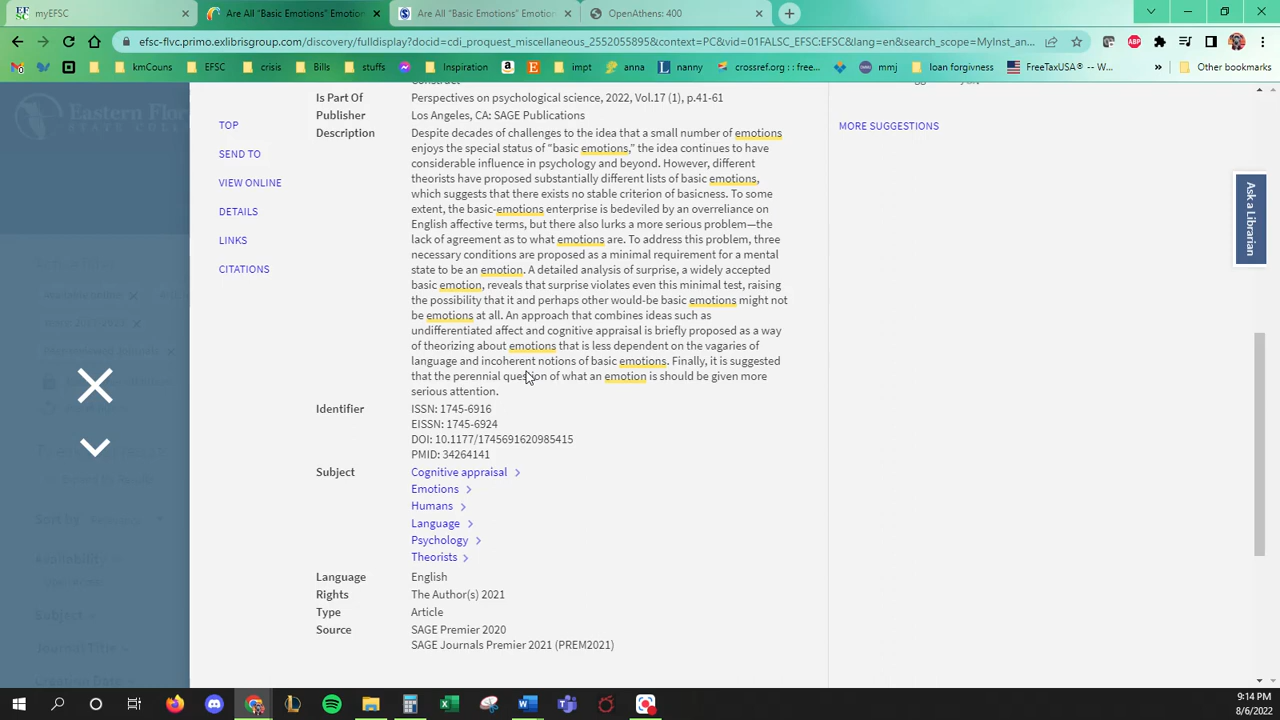 myEFSC
Are All "Basic Emotions" Emotion
Are All "Basic Emotions" Emotion
OpenAthens: 400
efsc-flvc.primo.exlibrisgroup.com/discovery/fulldisplay?docid=cdi_proquest_miscellaneous_2552055895&context=PC&vid=01FALSC_EFSC:EFSC&lang=en&search_scope=MyInst_an...
kmCouns
EFSC
crisis
Bills
stuffs
Inspiration
impt
anna
nanny
crossref.org : : free...
mmj
loan forgivness
FreeTaxUSA® -- W...
Other bookmarks
Eastern Florida
TOP
SEND TO
VIEW ONLINE
DETAILS
LINKS
CITATIONS
Is Part Of
Perspectives on psychological science, 2022, Vol.17 (1), p.41-61
Publisher
Los Angeles, CA: SAGE Publications
Description
Despite decades of challenges to the idea that a small number of emotions
enjoys the special status of "basic emotions," the idea continues to have
considerable influence in psychology and beyond. However, different
theorists have proposed substantially different lists of basic emotions,
which suggests that there exists no stable criterion of basicness. To some
extent, the basic-emotions enterprise is bedeviled by an overreliance on
English affective terms, but there also lurks a more serious problem—the
lack of agreement as to what emotions are. To address this problem, three
necessary conditions are proposed as a minimal requirement for a mental
state to be an emotion. A detailed analysis of surprise, a widely accepted
basic emotion, reveals that surprise violates even this minimal test, raising
the possibility that it and perhaps other would-be basic emotions might not
be emotions at all. An approach that combines ideas such as
undifferentiated affect and cognitive appraisal is briefly proposed as a way
of theorizing about emotions that is less dependent on the vagaries of
language and incoherent notions of basic emotions. Finally, it is suggested
that the perennial question of what an emotion is should be given more
serious attention.
Identifier
ISSN: 1745-6916
EISSN: 1745-6924
DOI: 10.1177/1745691620985415
PMID: 34264141
Subject
Cognitive appraisal
Emotions
Humans
Language
Psychology
Theorists
Language
English
Rights
The Author(s) 2021
Type
Article
Source
SAGE Premier 2020
SAGE Journals Premier 2021 (PREM2021)
MORE SUGGESTIONS
Ask a Librarian
9:14 PM
8/6/2022